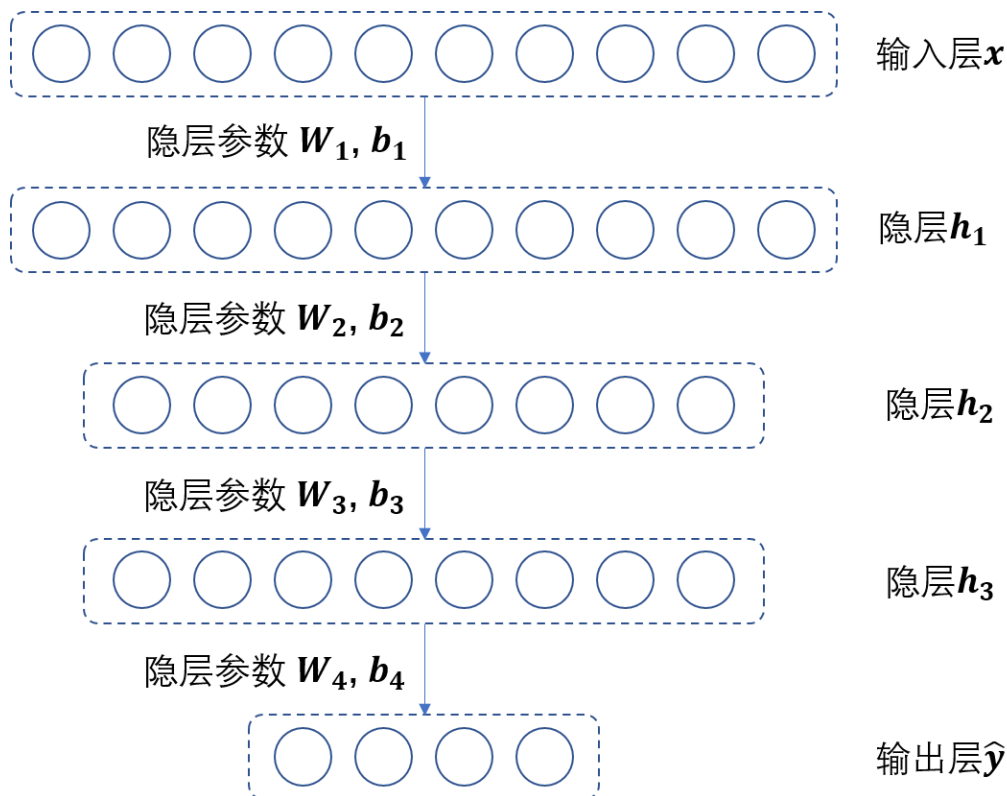 输入层x
隐层参数 W₁, b₁
隐层h₁
隐层参数 W₂, b₂
隐层h₂
隐层参数 W₃, b₃
隐层h₃
隐层参数 W₄, b₄
输出层ŷ